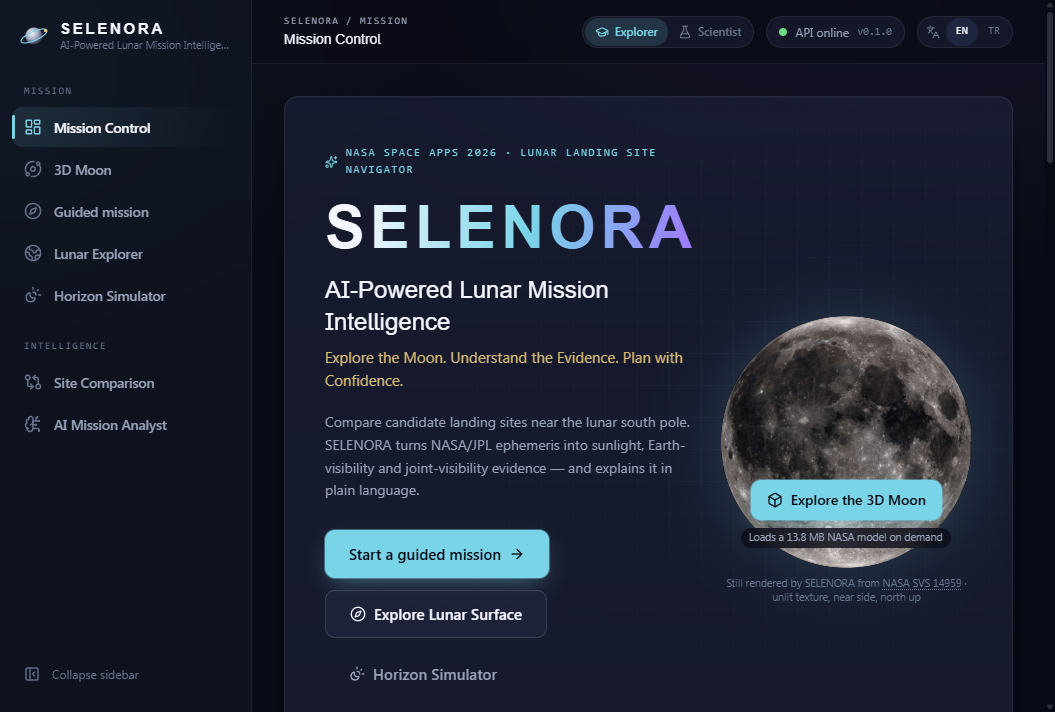 SELENORA
AI-Powered Lunar Mission Intellige...
MISSION
Mission Control
3D Moon
Guided mission
Lunar Explorer
Horizon Simulator
INTELLIGENCE
Site Comparison
AI Mission Analyst
Collapse sidebar
SELENORA / MISSION
Mission Control
Explorer
Scientist
API online v0.1.0
EN
TR
NASA SPACE APPS 2026 · LUNAR LANDING SITE
NAVIGATOR
SELENORA
AI-Powered Lunar Mission
Intelligence
Explore the Moon. Understand the Evidence. Plan with
Confidence.
Compare candidate landing sites near the lunar south pole.
SELENORA turns NASA/JPL ephemeris into sunlight, Earth-
visibility and joint-visibility evidence — and explains it in
plain language.
Start a guided mission →
Explore Lunar Surface
Horizon Simulator
Explore the 3D Moon
Loads a 13.8 MB NASA model on demand
Still rendered by SELENORA from NASA SVS 14959 ·
unlit texture, near side, north up